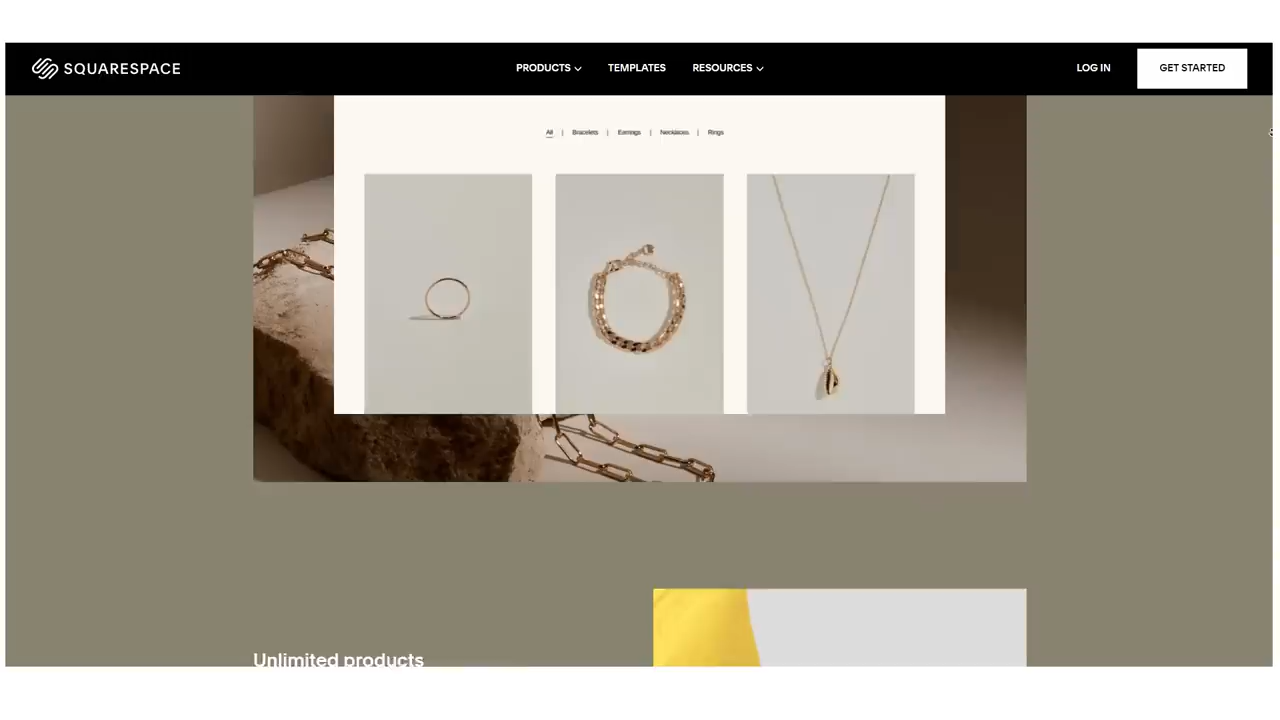 SQUARESPACE
PRODUCTS TEMPLATES RESOURCES
LOG IN
GET STARTED
All | Bracelets | Earrings | Necklaces | Rings
Unlimited products